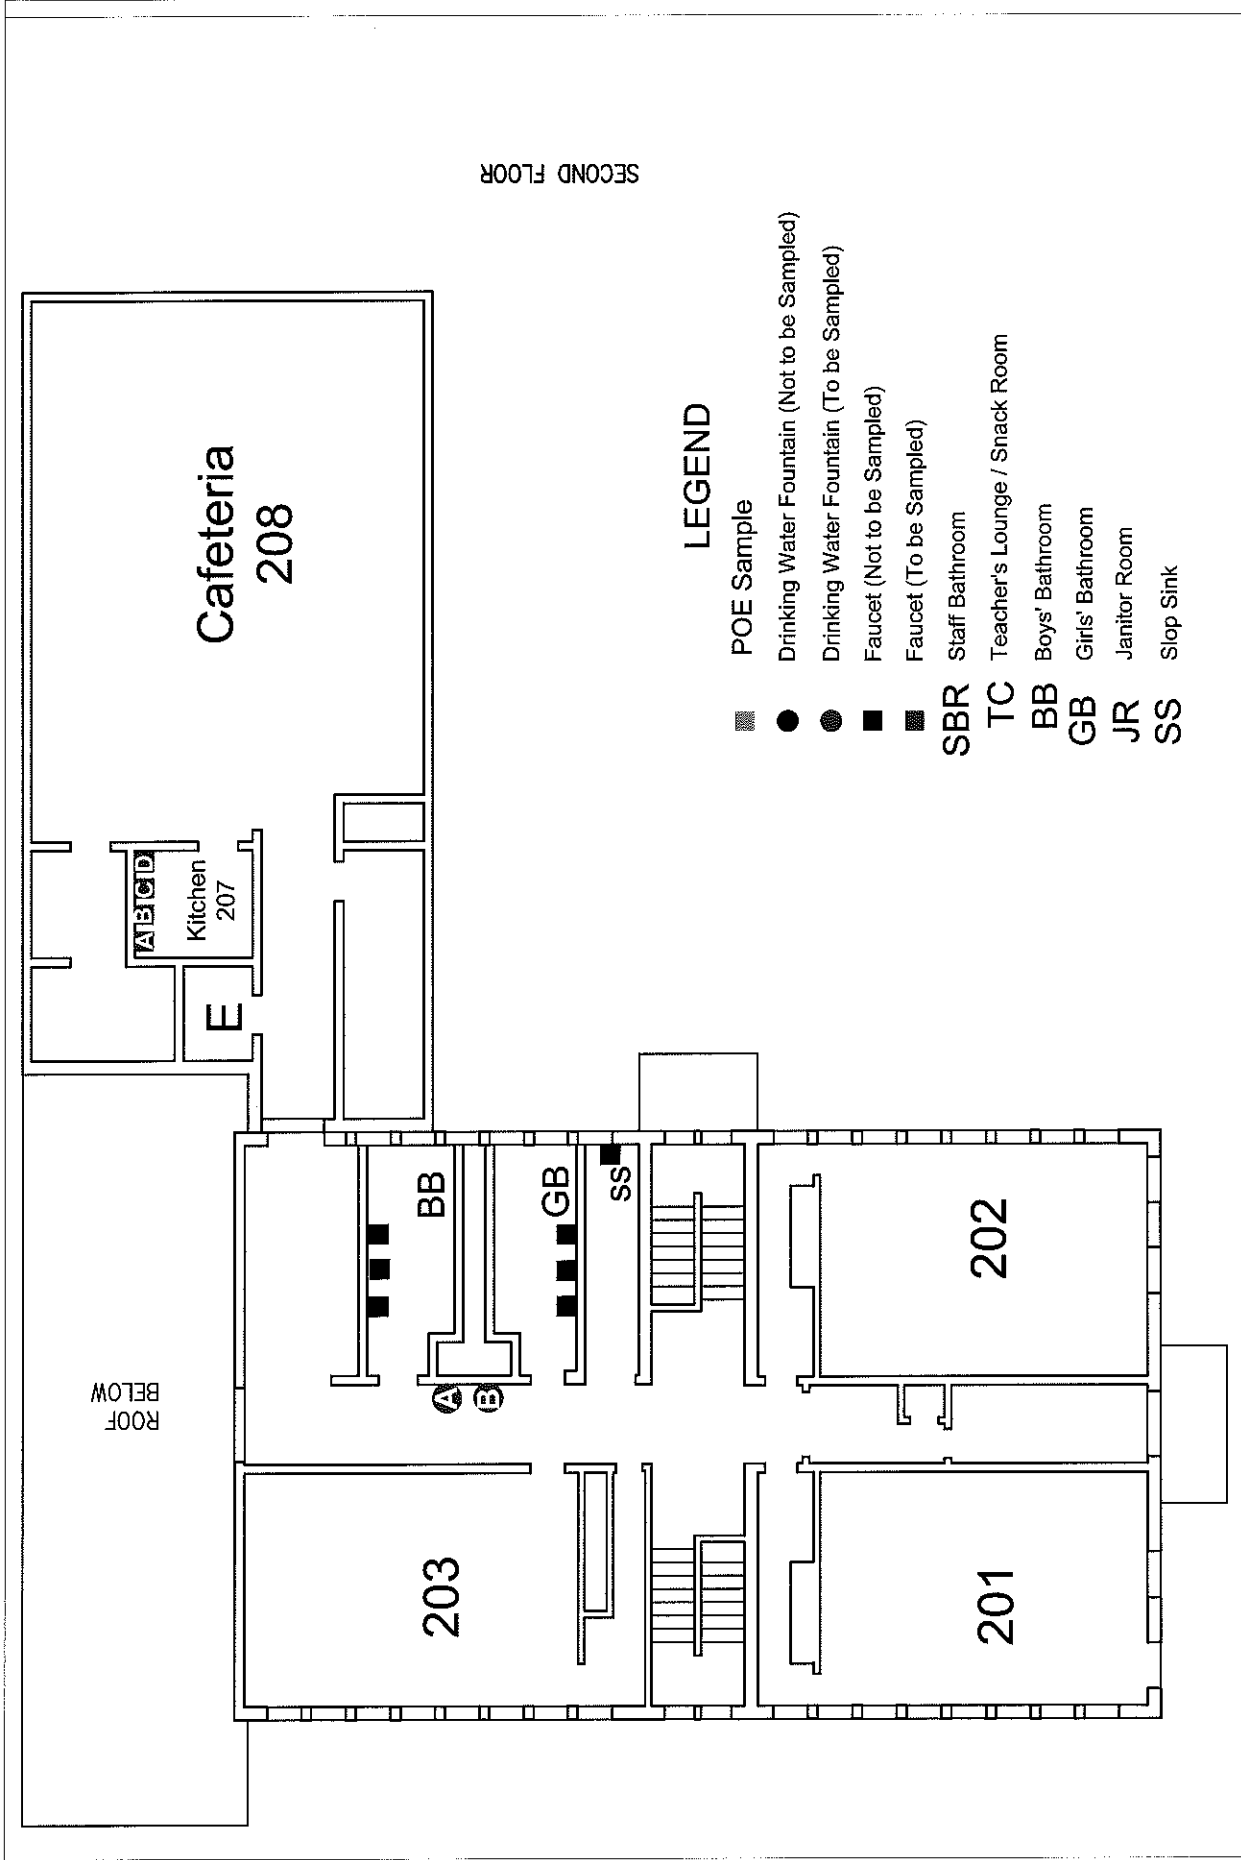 SECOND FLOOR
Cafeteria
208
A B C D
Kitchen
207
E
ROOF
BELOW
BB
GB
SS
A
B
203
202
201
LEGEND
POE Sample
Drinking Water Fountain (Not to be Sampled)
Drinking Water Fountain (To be Sampled)
Faucet (Not to be Sampled)
Faucet (To be Sampled)
SBR Staff Bathroom
TC Teacher's Lounge / Snack Room
BB Boys' Bathroom
GB Girls' Bathroom
JR Janitor Room
SS Slop Sink